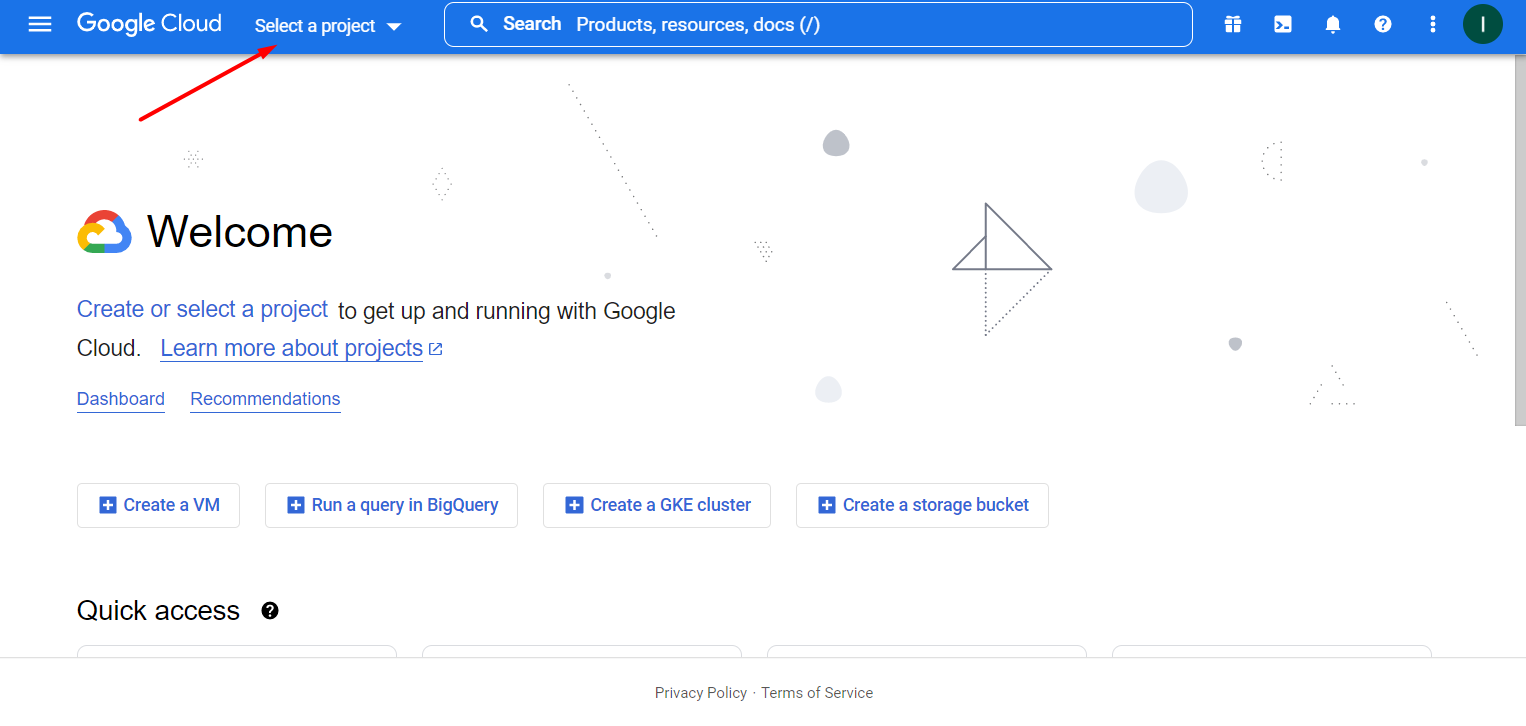 Google Cloud Select a project Search Products, resources, docs (/) I
Welcome
Create or select a project to get up and running with Google
Cloud. Learn more about projects
Dashboard Recommendations
Create a VM Run a query in BigQuery Create a GKE cluster Create a storage bucket
Quick access
Privacy Policy · Terms of Service